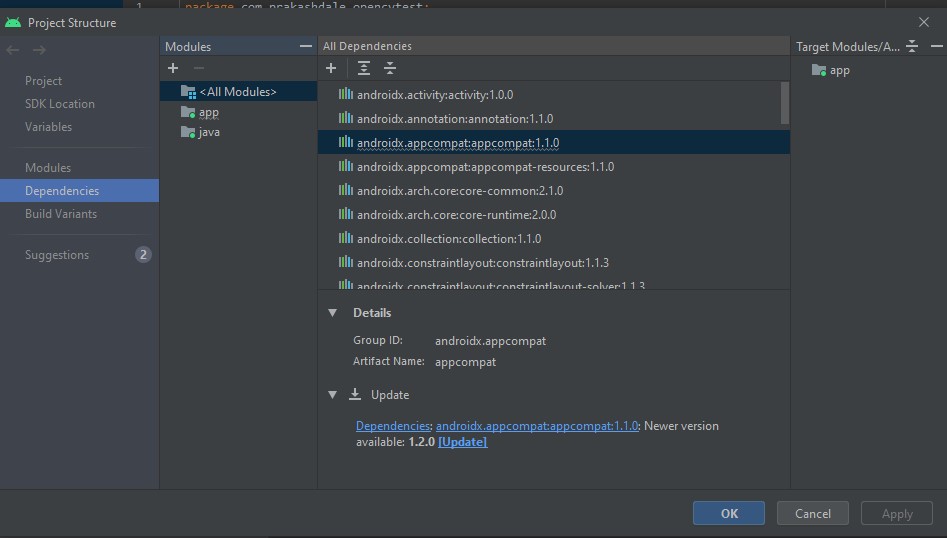 1 package com.prakashdale.opencvtest;
Project Structure
Project
SDK Location
Variables
Modules
Dependencies
Build Variants
Suggestions 2
Modules
<All Modules>
app
java
All Dependencies
androidx.activity:activity:1.0.0
androidx.annotation:annotation:1.1.0
androidx.appcompat:appcompat:1.1.0
androidx.appcompat:appcompat-resources:1.1.0
androidx.arch.core:core-common:2.1.0
androidx.arch.core:core-runtime:2.0.0
androidx.collection:collection:1.1.0
androidx.constraintlayout:constraintlayout:1.1.3
androidx.constraintlayout:constraintlayout-solver:1.1.3
Details
Group ID: androidx.appcompat
Artifact Name: appcompat
Update
Dependencies: androidx.appcompat:appcompat:1.1.0: Newer version
available: 1.2.0 [Update]
Target Modules/A...
app
OK Cancel Apply